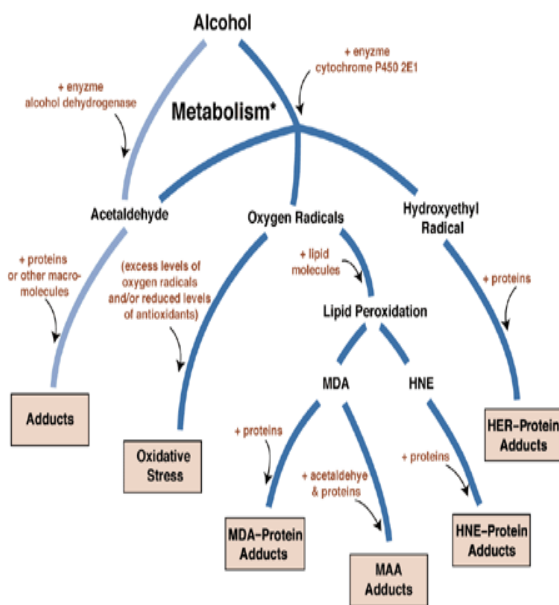 Alcohol
+ enzyme
cytochrome P450 2E1
+ enyzme
alcohol dehydrogenase
Metabolism*
Acetaldehyde
Oxygen Radicals
Hydroxyethyl
Radical
+ proteins
or other macro-
molecules
(excess levels of
oxygen radicals
and/or reduced levels
of antioxidants)
+ lipid
molecules
+ proteins
Lipid Peroxidation
MDA
HNE
Adducts
Oxidative
Stress
HER–Protein
Adducts
+ proteins
+ acetaldehye
& proteins
+ proteins
MDA–Protein
Adducts
MAA
Adducts
HNE–Protein
Adducts